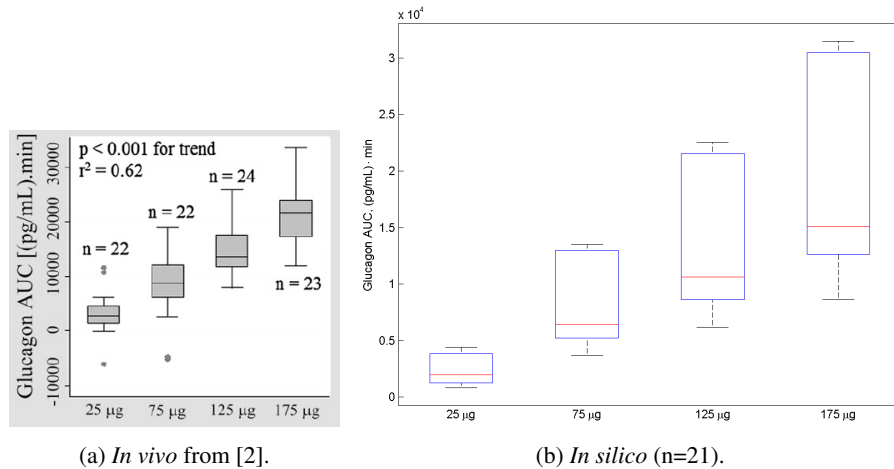 p < 0.001 for trend
r² = 0.62
n = 24
n = 22
n = 22
n = 23
Glucagon AUC [(pg/mL).min]
30000
20000
10000
0
-10000
25 µg 75 µg 125 µg 175 µg
(a) In vivo from [2].
x 10⁴
3
2.5
2
1.5
1
0.5
0
Glucagon AUC, (pg/mL)· min
25 µg 75 µg 125 µg 175 µg
(b) In silico (n=21).